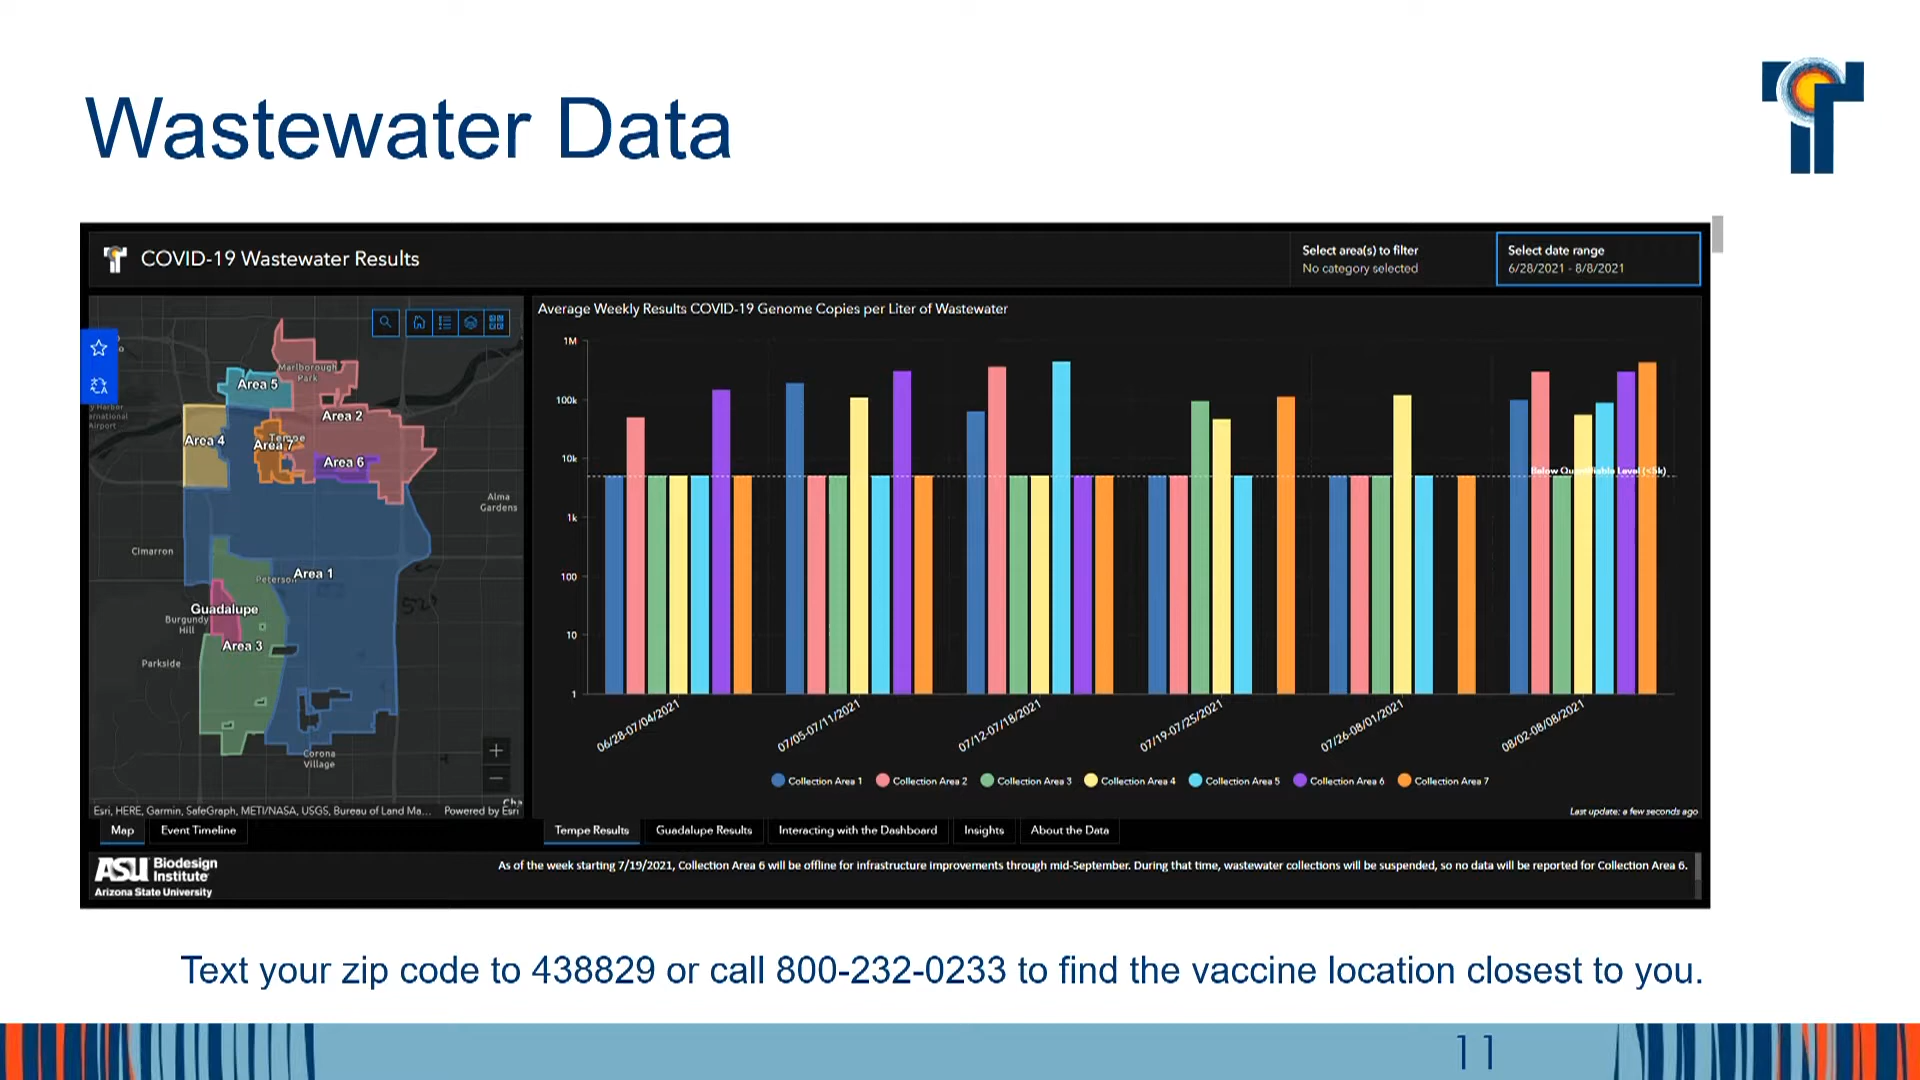 Wastewater Data
COVID-19 Wastewater Results
Select area(s) to filter
No category selected
Select date range
6/28/2021 - 8/8/2021
Marlborough
Park
Area 5
Area 2
Area 4
Tempe
Area 7
Area 6
Alma
Gardens
Cimarron
Area 1
Guadalupe
Burgundy
Hill
Area 3
Parkside
Corona
Village
Esri, HERE, Garmin, SafeGraph, METI/NASA, USGS, Bureau of Land Ma...
Powered by Esri
Map
Event Timeline
Average Weekly Results COVID-19 Genome Copies per Liter of Wastewater
1M
100k
10k
1k
100
10
1
Below Quantifiable Level (<5k)
06/28-07/04/2021
07/05-07/11/2021
07/12-07/18/2021
07/19-07/25/2021
07/26-08/01/2021
08/02-08/08/2021
Collection Area 1
Collection Area 2
Collection Area 3
Collection Area 4
Collection Area 5
Collection Area 6
Collection Area 7
Last update: a few seconds ago
Tempe Results
Guadalupe Results
Interacting with the Dashboard
Insights
About the Data
ASU Biodesign
Institute
Arizona State University
As of the week starting 7/19/2021, Collection Area 6 will be offline for infrastructure improvements through mid-September. During that time, wastewater collections will be suspended, so no data will be reported for Collection Area 6.
Text your zip code to 438829 or call 800-232-0233 to find the vaccine location closest to you.
11